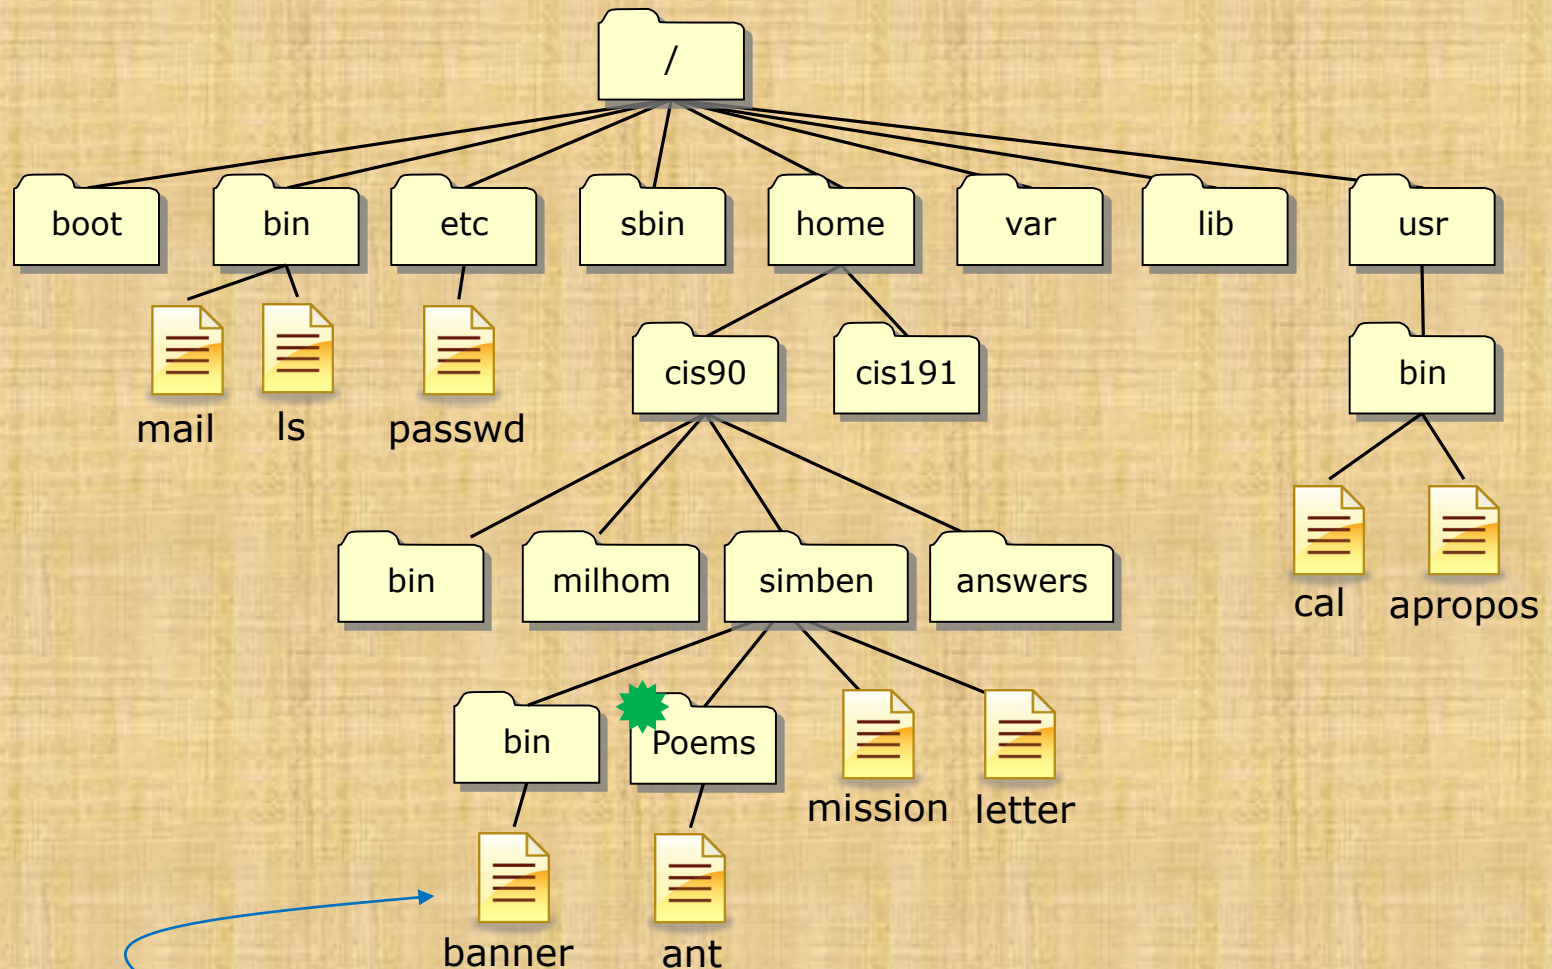 /
boot bin etc sbin home var lib usr
mail ls passwd cis90 cis191 bin
bin milhom simben answers cal apropos
bin Poems mission letter
banner ant